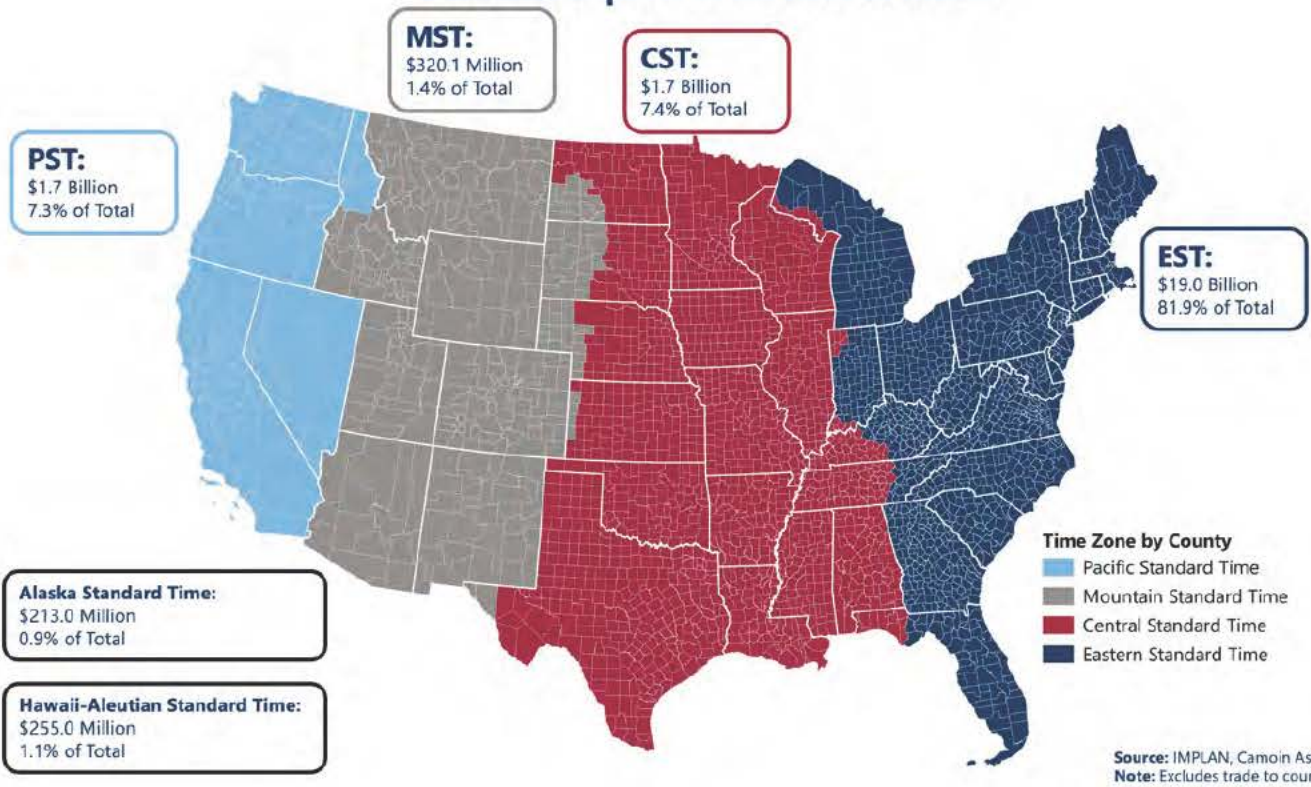 MST:
$320.1 Million
1.4% of Total
CST:
$1.7 Billion
7.4% of Total
PST:
$1.7 Billion
7.3% of Total
EST:
$19.0 Billion
81.9% of Total
Time Zone by County
Pacific Standard Time
Mountain Standard Time
Central Standard Time
Eastern Standard Time
Alaska Standard Time:
$213.0 Million
0.9% of Total
Hawaii-Aleutian Standard Time:
$255.0 Million
1.1% of Total
Source: IMPLAN, Camoin As
Note: Excludes trade to cour